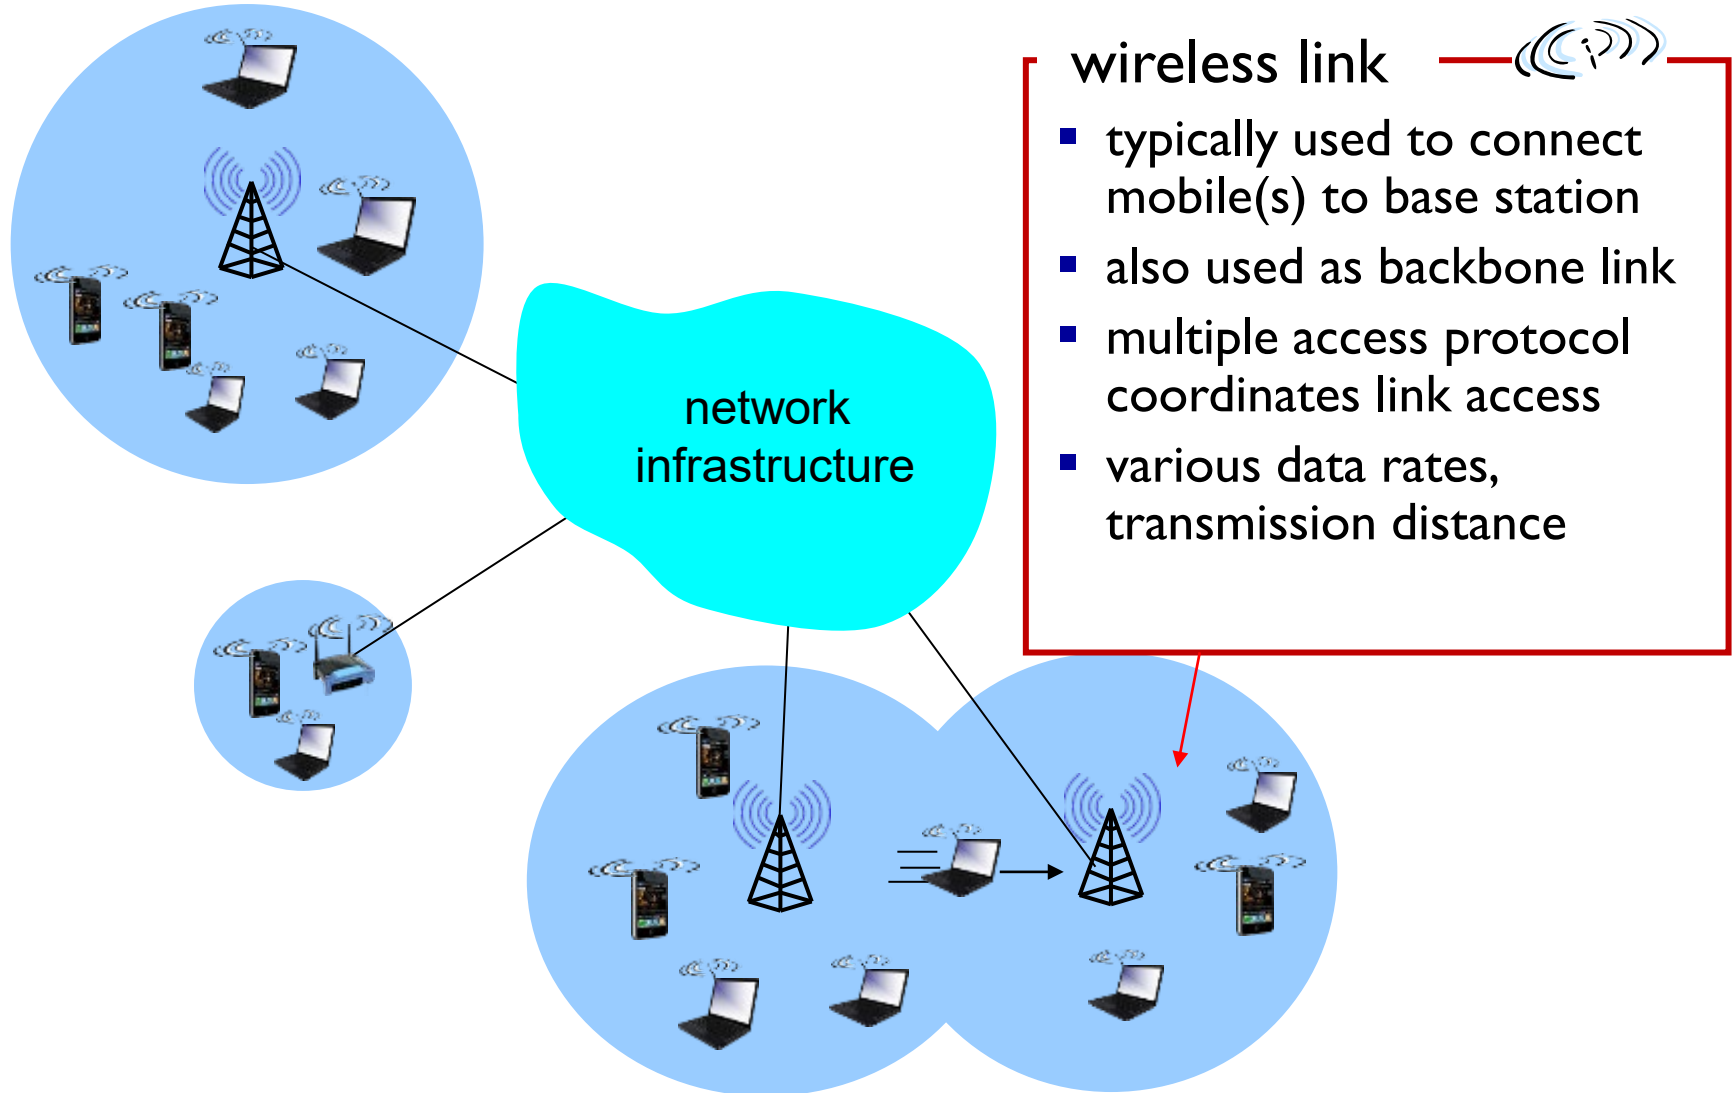 wireless link
▪ typically used to connect
mobile(s) to base station
▪ also used as backbone link
▪ multiple access protocol
coordinates link access
▪ various data rates,
transmission distance
network
infrastructure